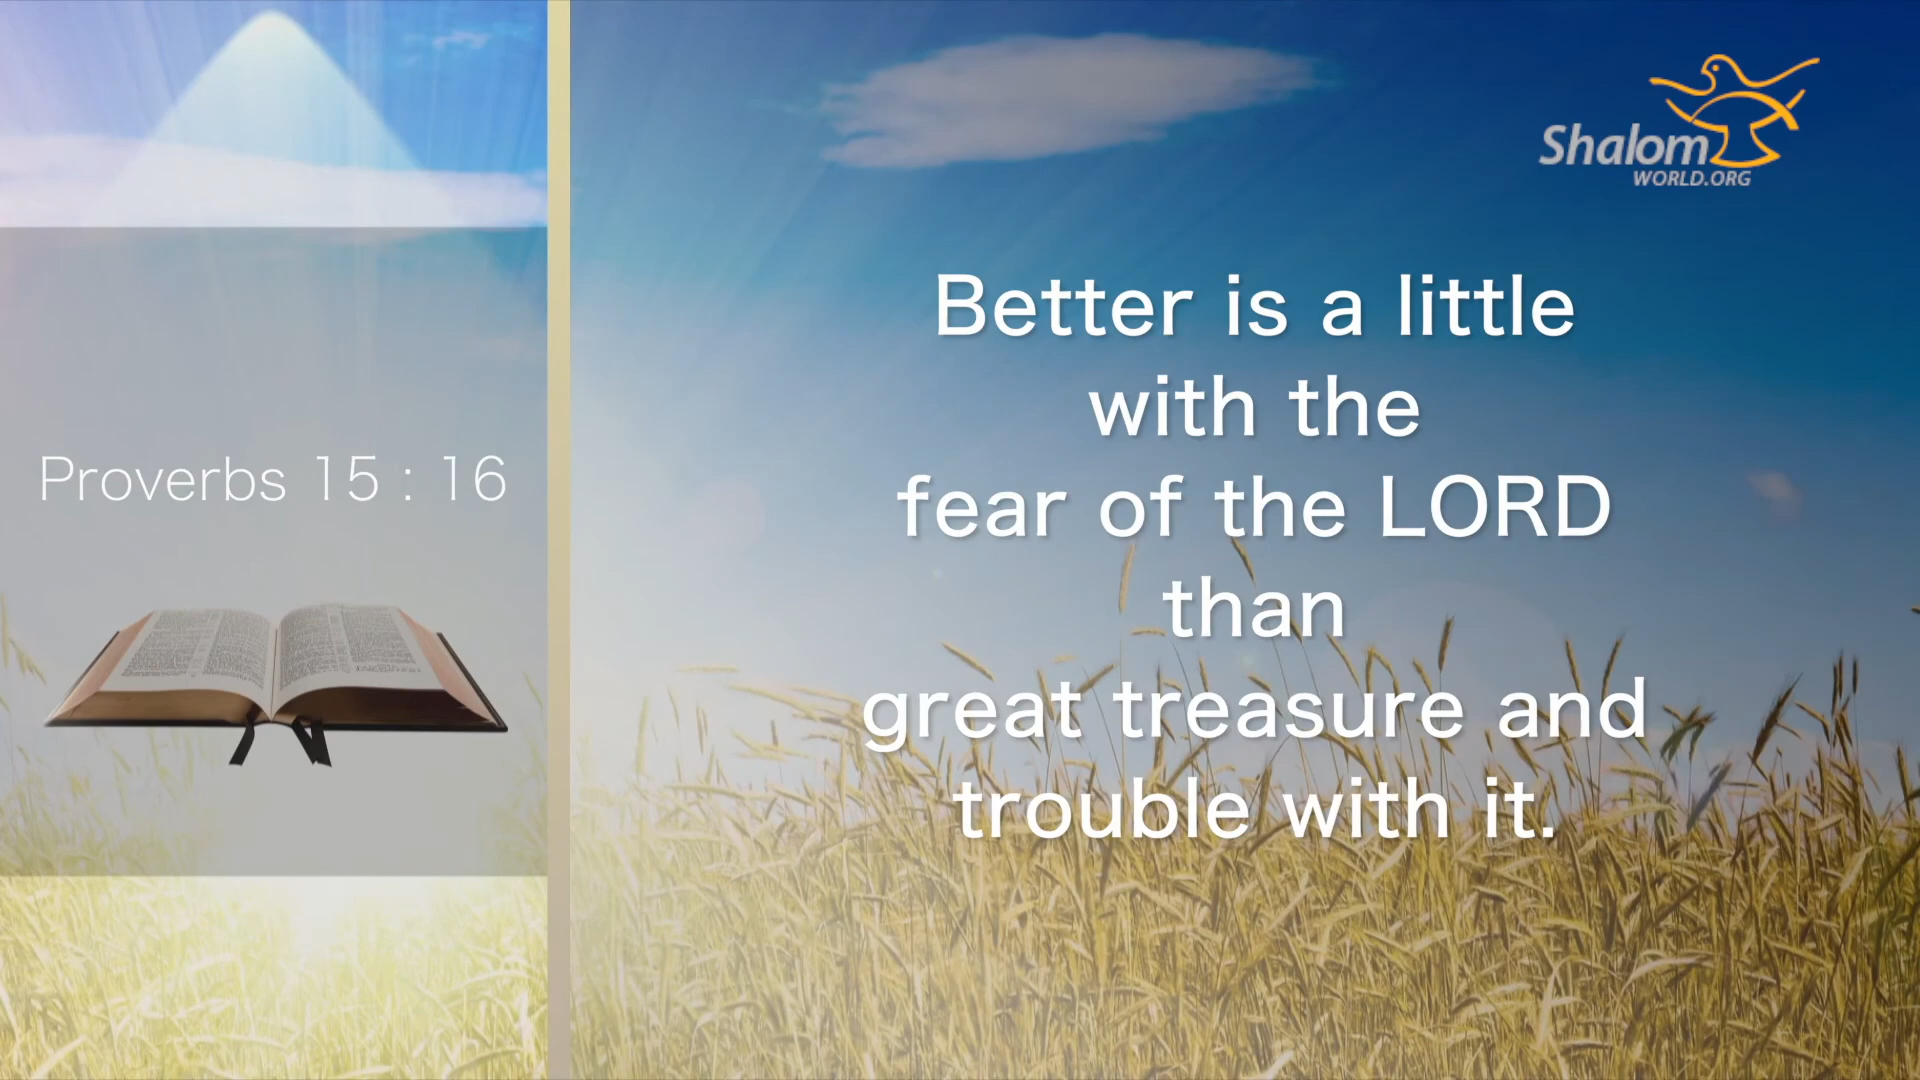 Proverbs 15 : 16
Shalom
WORLD.ORG
Better is a little
with the
fear of the LORD
than
great treasure and
trouble with it.